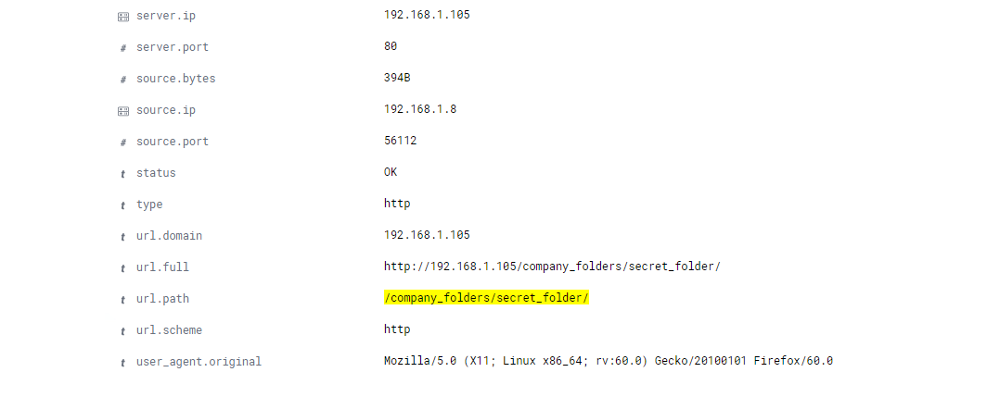 server.ip 192.168.1.105
# server.port 80
# source.bytes 394B
source.ip 192.168.1.8
# source.port 56112
t status OK
t type http
t url.domain 192.168.1.105
t url.full http://192.168.1.105/company_folders/secret_folder/
t url.path /company_folders/secret_folder/
t url.scheme http
t user_agent.original Mozilla/5.0 (X11; Linux x86_64; rv:60.0) Gecko/20100101 Firefox/60.0